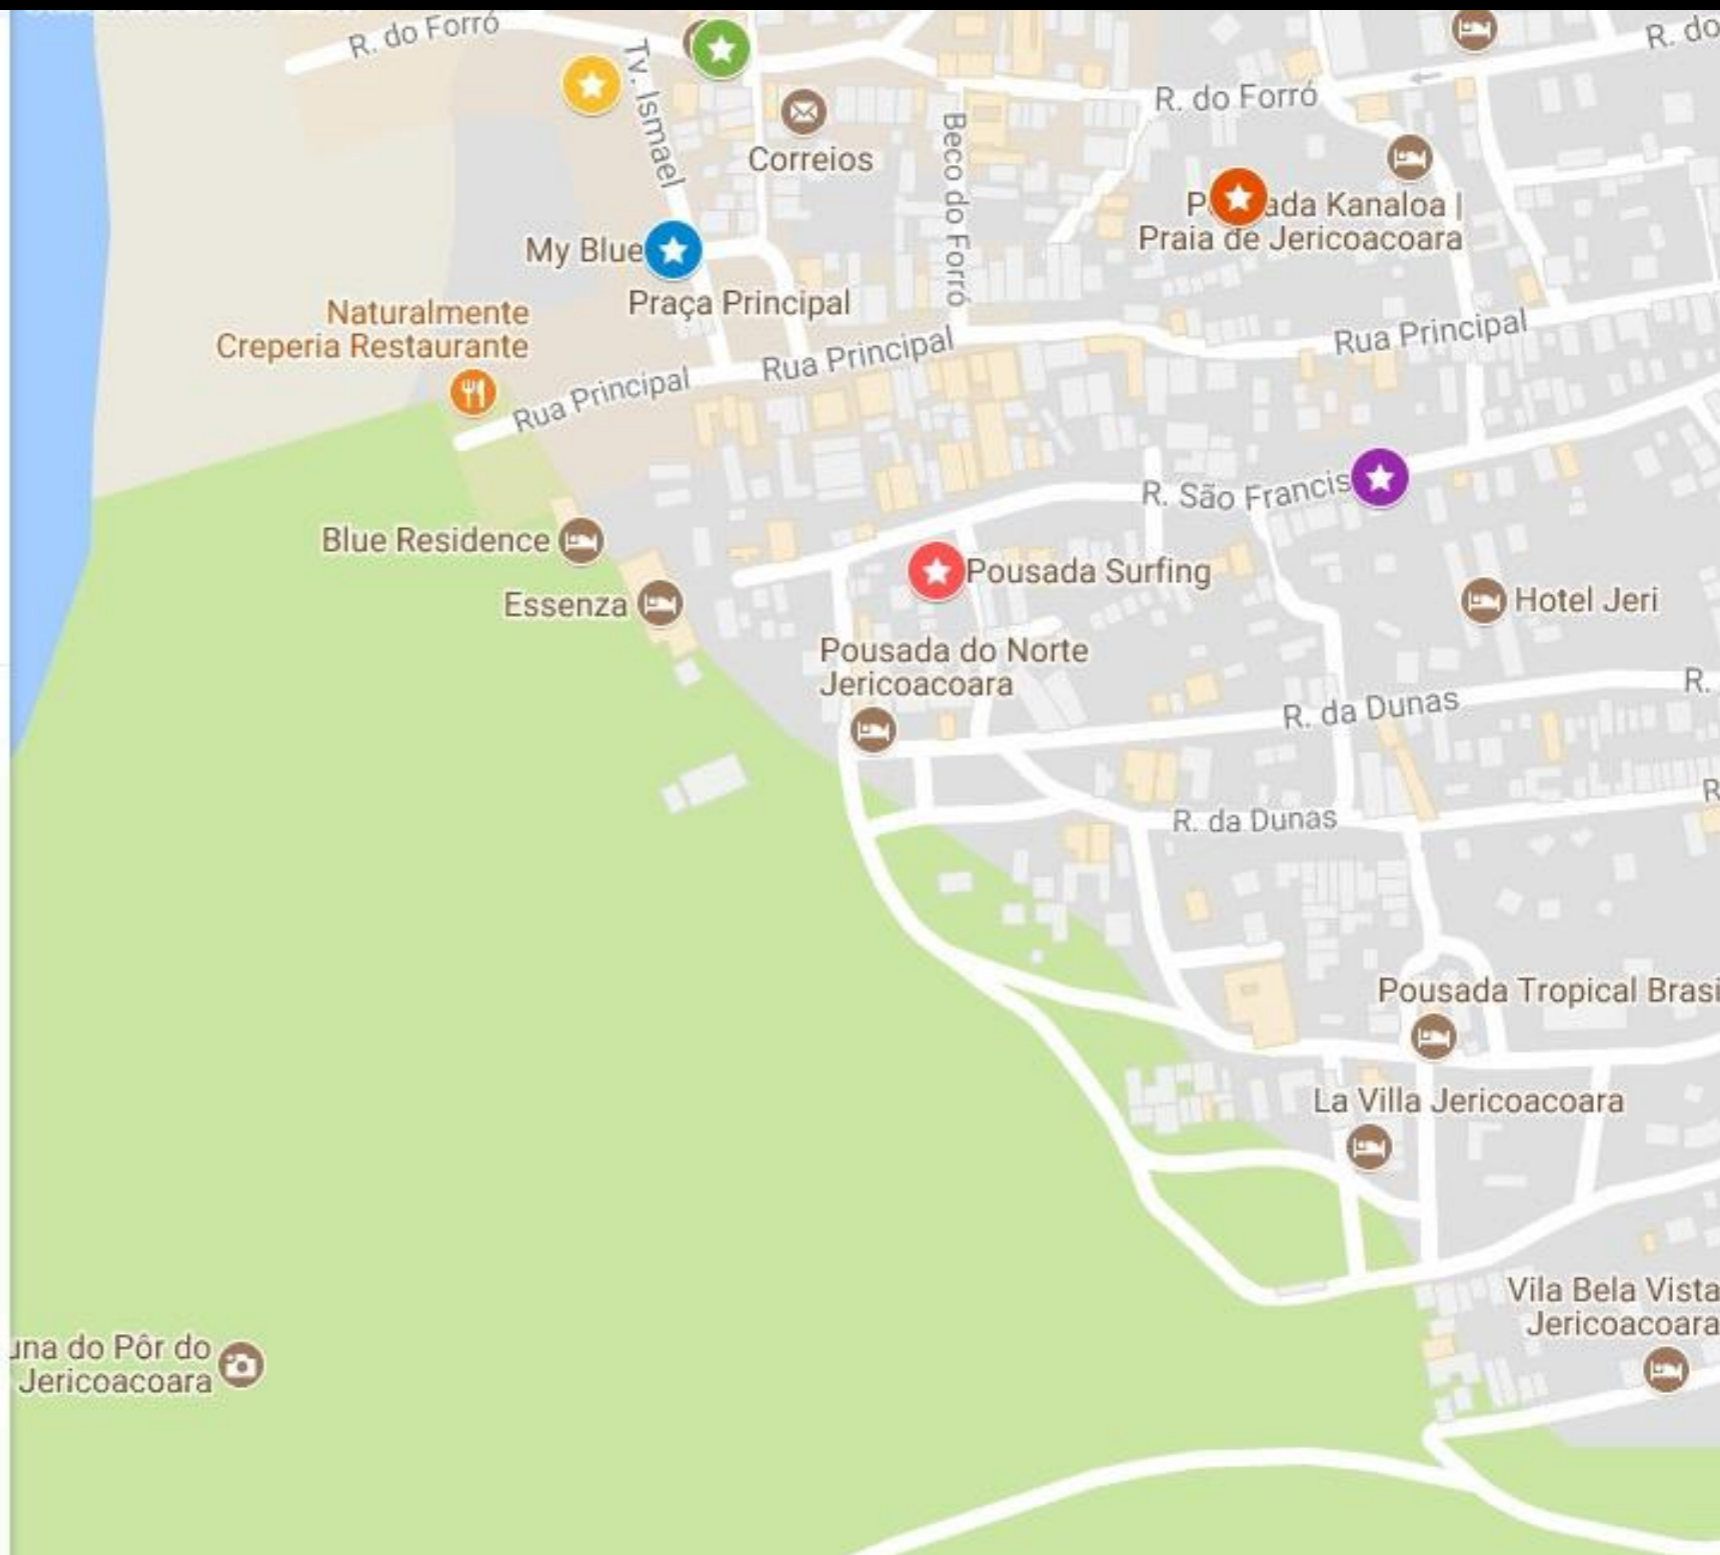 R. do Forró
R. do
Tv. Ismael
R. do Forró
Correios
Beco do Forró
ada Kanaloa |
Praia de Jericoacoara
My Blue
Praça Principal
Naturalmente
Creperia Restaurante
Rua Principal
Rua Principal
Rua Principal
R. São Francis
Blue Residence
Pousada Surfing
Essenza
Hotel Jeri
Pousada do Norte
Jericoacoara
R.
R. da Dunas
R
R. da Dunas
Pousada Tropical Brasi
La Villa Jericoacoara
Vila Bela Vista
Jericoacoara
una do Pôr do
Jericoacoara